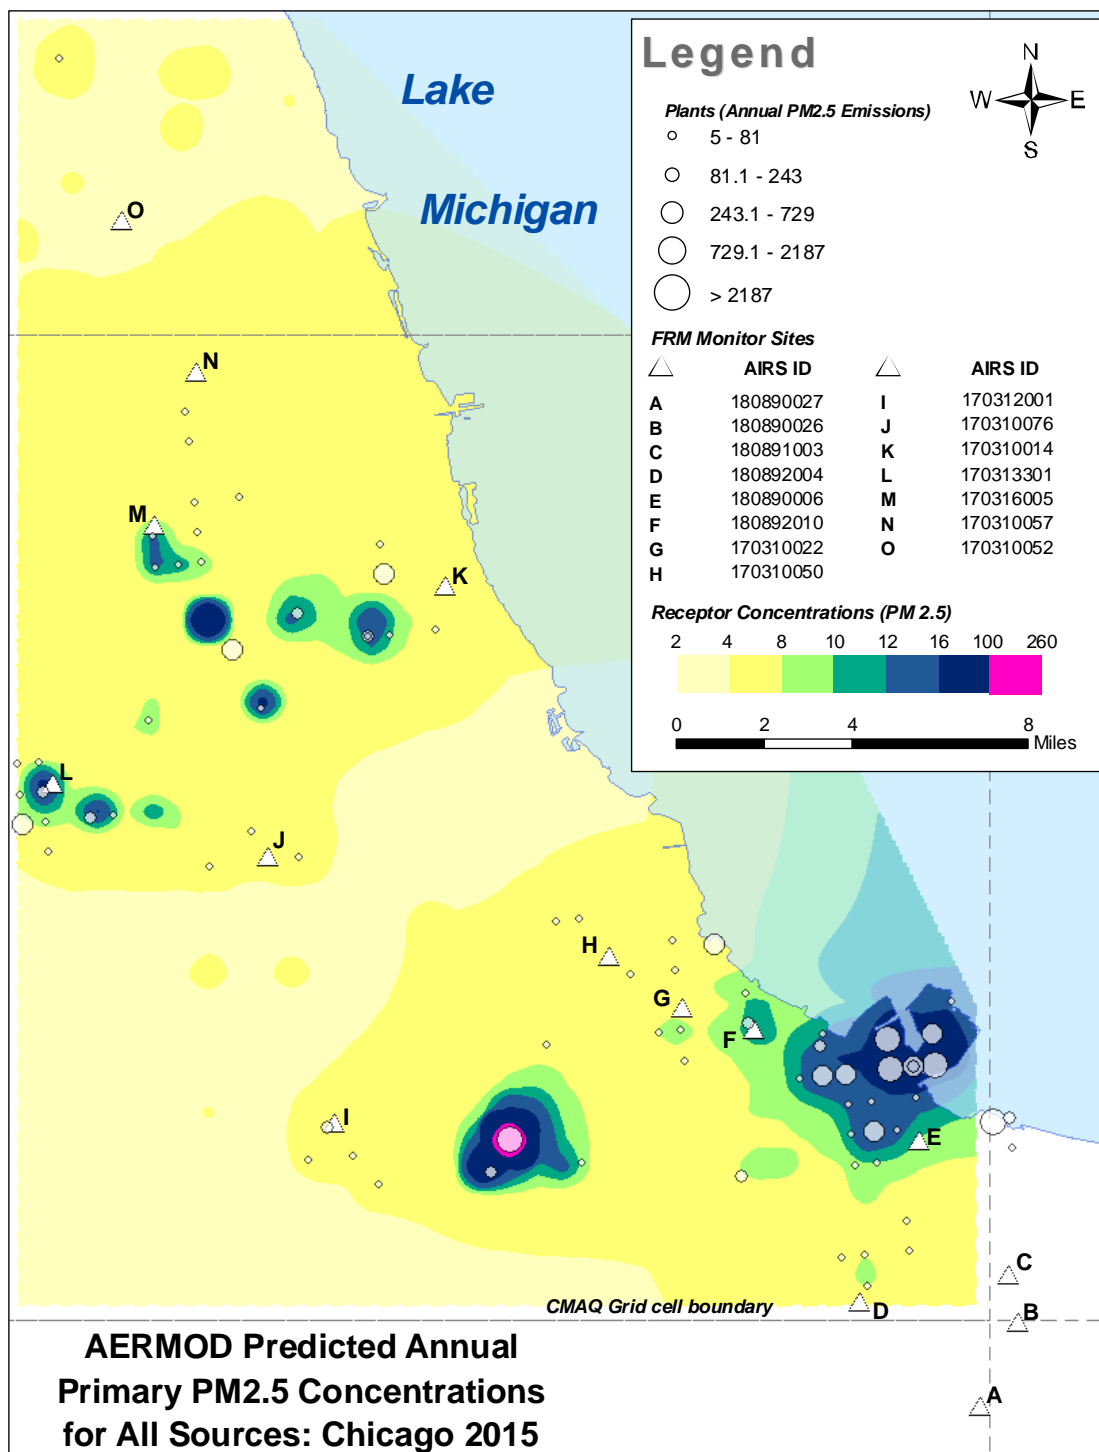 Lake
Michigan
Legend
N
W E
S
Plants (Annual PM2.5 Emissions)
5 - 81
81.1 - 243
243.1 - 729
729.1 - 2187
> 2187
FRM Monitor Sites
AIRS ID AIRS ID
A 180890027 I 170312001
B 180890026 J 170310076
C 180891003 K 170310014
D 180892004 L 170313301
E 180890006 M 170316005
F 180892010 N 170310057
G 170310022 O 170310052
H 170310050
Receptor Concentrations (PM 2.5)
2 4 8 10 12 16 100 260
0 2 4 8
Miles
O
N
M
K
L
J
H
G
F
I
E
C
D
B
A
CMAQ Grid cell boundary
AERMOD Predicted Annual
Primary PM2.5 Concentrations
for All Sources: Chicago 2015